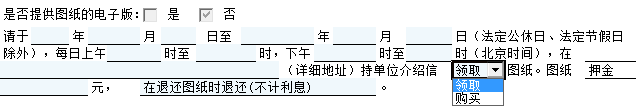 是否提供图纸的电子版： 是 否
请于 年 月 日至 年 月 日（法定公休日、法定节假日
除外），每日上午 时至 时，下午 时至 时（北京时间），在
（详细地址）持单位介绍信 领取 图纸。图纸 押金
领取
元， 在退还图纸时退还(不计利息) 。
购买